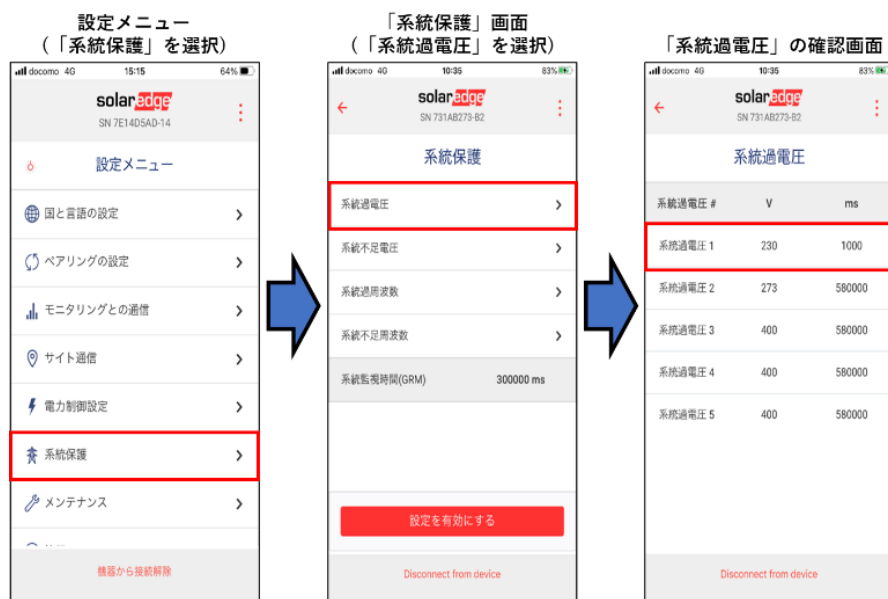 設定メニュー
(「系統保護」を選択)
docomo 4G 15:15 64%
solaredge
SN 7E14D5AD-14
設定メニュー
国と言語の設定
ペアリングの設定
モニタリングとの通信
サイト通信
電力制御設定
系統保護
メンテナンス
機器から接続解除
「系統保護」画面
(「系統過電圧」を選択)
docomo 4G 10:35 83%
solaredge
SN 731AB273-B2
系統保護
系統過電圧
系統不足電圧
系統過周波数
系統不足周波数
系統監視時間(GRM) 300000 ms
設定を有効にする
Disconnect from device
「系統過電圧」の確認画面
docomo 4G 10:35 83%
solaredge
SN 731AB273-B2
系統過電圧
系統過電圧 # V ms
系統過電圧 1 230 1000
系統過電圧 2 273 580000
系統過電圧 3 400 580000
系統過電圧 4 400 580000
系統過電圧 5 400 580000
Disconnect from device